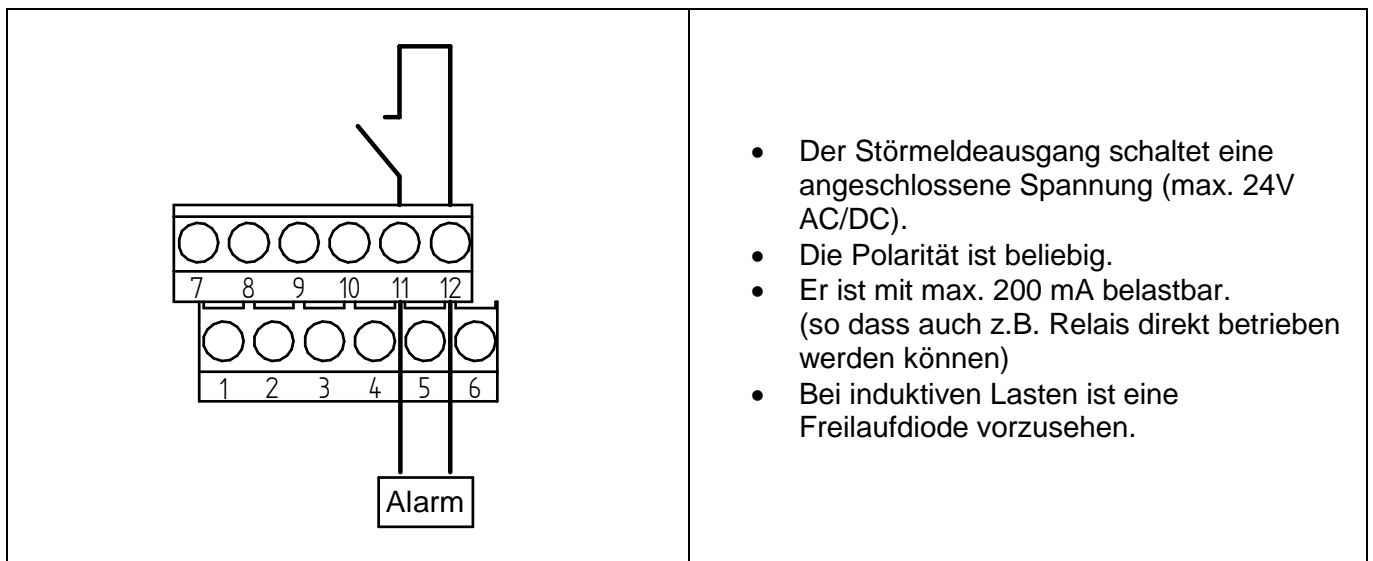 7 8 9 10 11 12
1 2 3 4 5 6
Alarm
• Der Störmeldeausgang schaltet eine
angeschlossene Spannung (max. 24V
AC/DC).
• Die Polarität ist beliebig.
• Er ist mit max. 200 mA belastbar.
(so dass auch z.B. Relais direkt betrieben
werden können)
• Bei induktiven Lasten ist eine
Freilaufdiode vorzusehen.